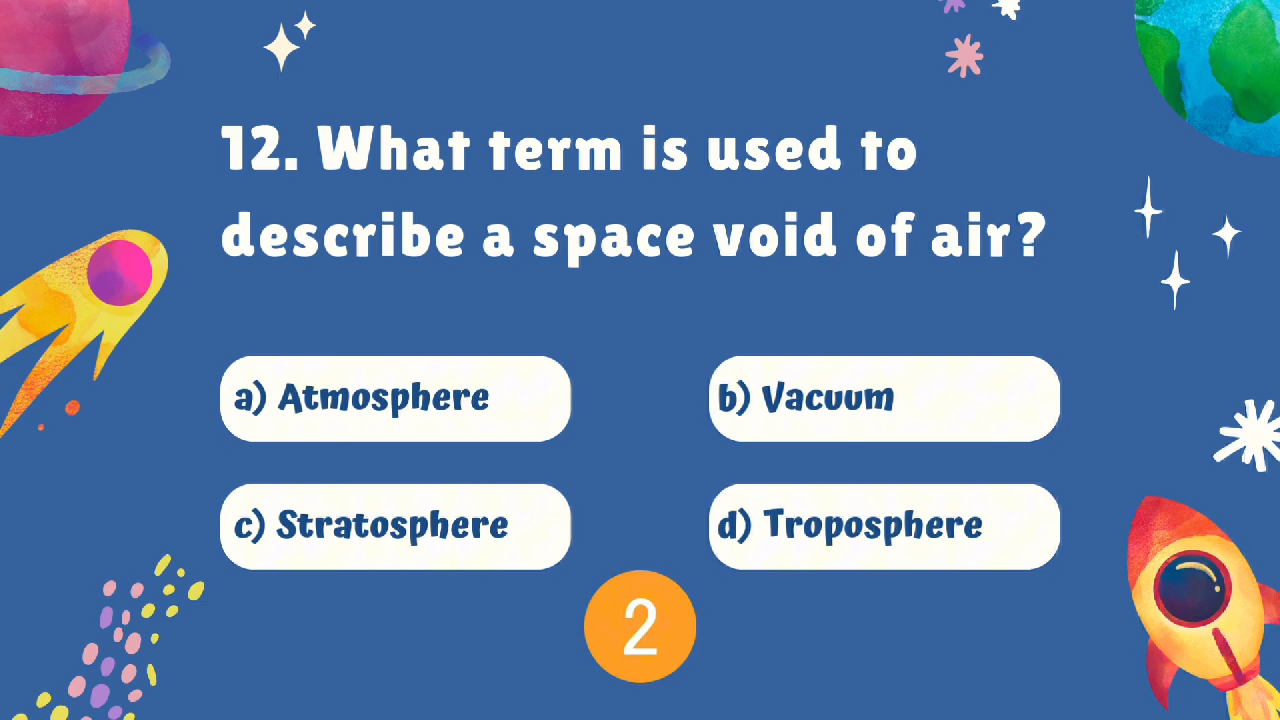 12. What term is used to
describe a space void of air?
a) Atmosphere
b) Vacuum
c) Stratosphere
d) Troposphere
2